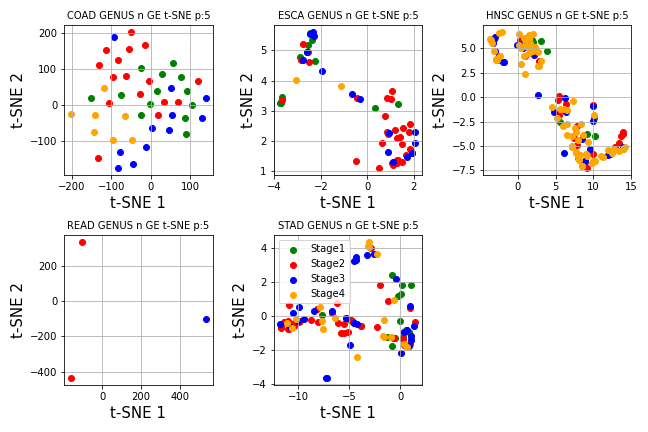 COAD GENUS n GE t-SNE p:5
ESCA GENUS n GE t-SNE p:5
HNSC GENUS n GE t-SNE p:5
t-SNE 2
200
100
0
−100
−200
−100
0
100
t-SNE 1
t-SNE 2
5
4
3
2
1
−4
−2
0
2
t-SNE 1
t-SNE 2
5.0
2.5
0.0
−2.5
−5.0
−7.5
0
5
10
15
t-SNE 1
READ GENUS n GE t-SNE p:5
STAD GENUS n GE t-SNE p:5
t-SNE 2
200
0
−200
−400
0
200
400
t-SNE 1
t-SNE 2
4
2
0
−2
−4
−10
−5
0
t-SNE 1
Stage1
Stage2
Stage3
Stage4